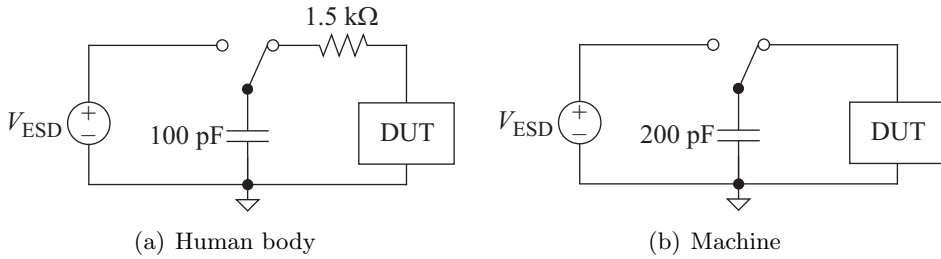 1.5 kΩ
V_ESD + − 100 pF DUT
(a) Human body
V_ESD + − 200 pF DUT
(b) Machine